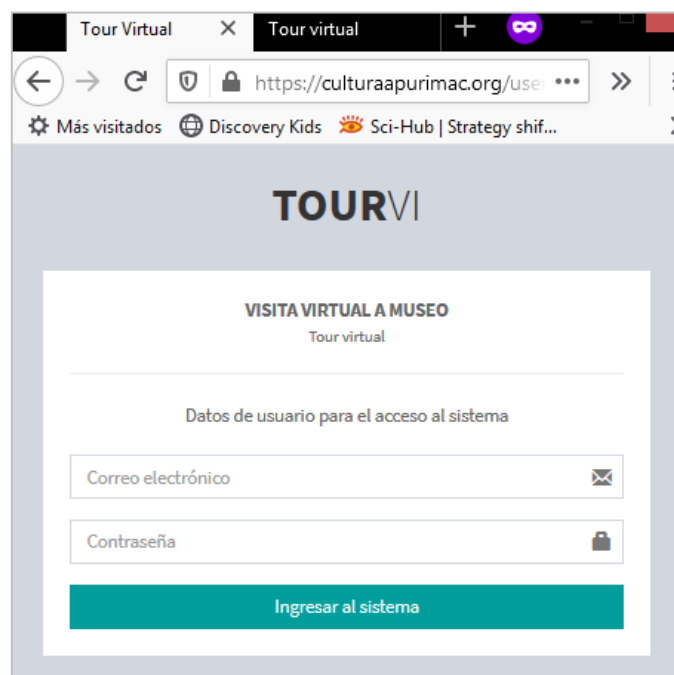 Tour Virtual
Tour virtual
https://culturaapurimac.org/use
Más visitados Discovery Kids Sci-Hub | Strategy shif...
TOURVI
VISITA VIRTUAL A MUSEO
Tour virtual
Datos de usuario para el acceso al sistema
Correo electrónico
Contraseña
Ingresar al sistema